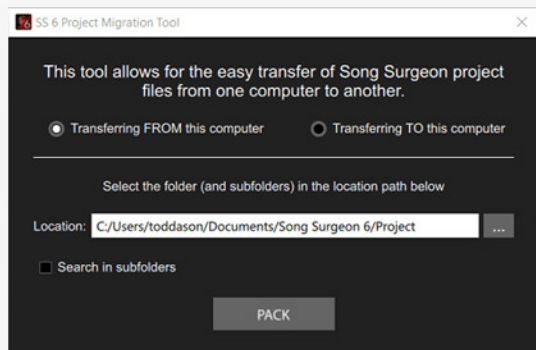 SS 6 Project Migration Tool
This tool allows for the easy transfer of Song Surgeon project
files from one computer to another.
Transferring FROM this computer
Transferring TO this computer
Select the folder (and subfolders) in the location path below
Location: C:/Users/toddason/Documents/Song Surgeon 6/Project ...
Search in subfolders
PACK